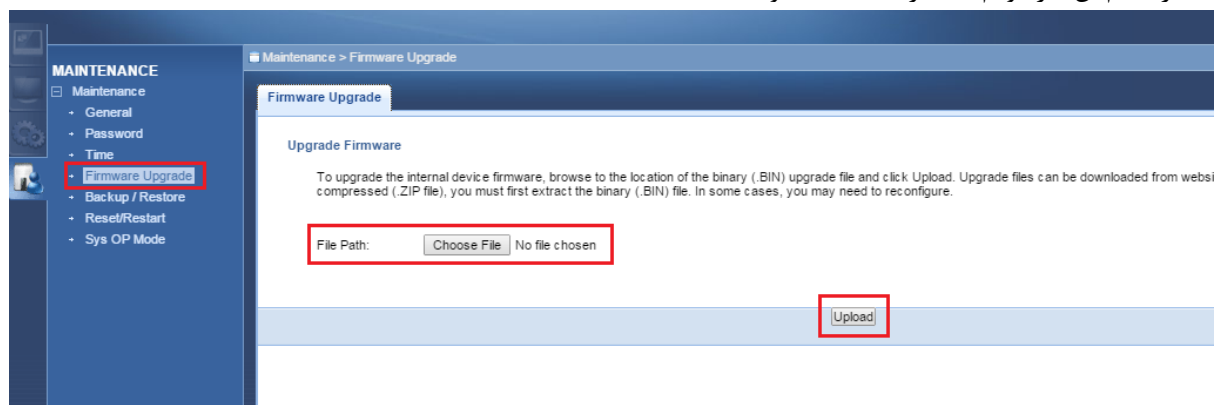 Maintenance > Firmware Upgrade
MAINTENANCE
Maintenance
General
Password
Time
Firmware Upgrade
Backup / Restore
Reset/Restart
Sys OP Mode
Firmware Upgrade
Upgrade Firmware
To upgrade the internal device firmware, browse to the location of the binary (.BIN) upgrade file and click Upload. Upgrade files can be downloaded from websi
compressed (.ZIP file), you must first extract the binary (.BIN) file. In some cases, you may need to reconfigure.
File Path: Choose File No file chosen
Upload